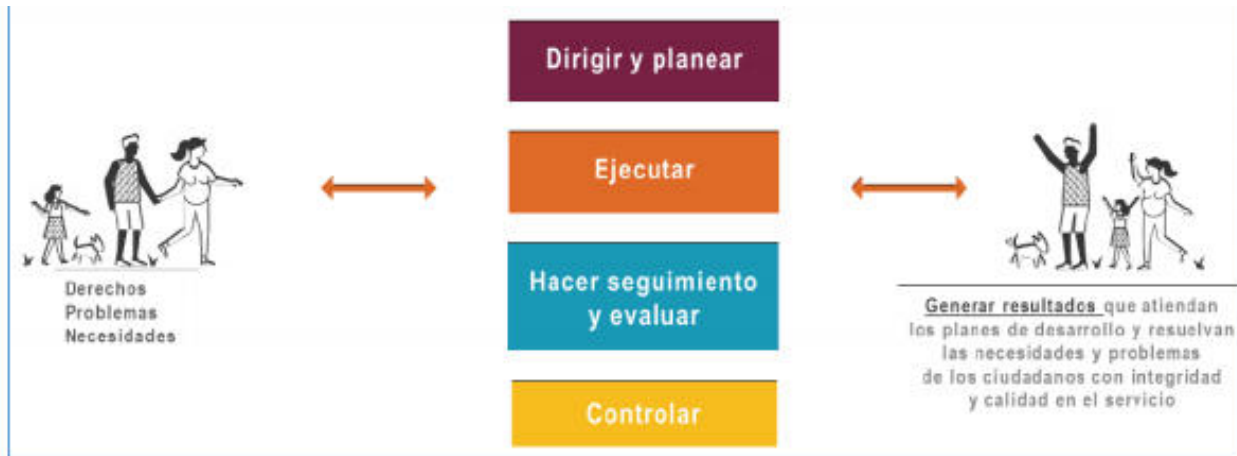 Dirigir y planear
Ejecutar
Hacer seguimiento
y evaluar
Controlar
Derechos
Problemas
Necesidades
Generar resultados que atiendan
los planes de desarrollo y resuelvan
las necesidades y problemas
de los ciudadanos con integridad
y calidad en el servicio